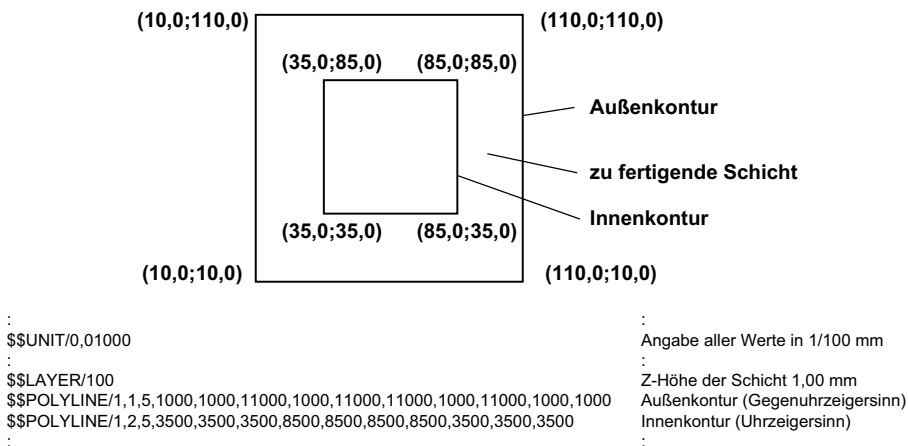 (10,0;110,0) (110,0;110,0)
(35,0;85,0) (85,0;85,0)
Außenkontur
zu fertigende Schicht
Innenkontur
(35,0;35,0) (85,0;35,0)
(10,0;10,0) (110,0;10,0)
: :
$$UNIT/0,01000 Angabe aller Werte in 1/100 mm
: :
$$LAYER/100 Z-Höhe der Schicht 1,00 mm
$$POLYLINE/1,1,5,1000,1000,11000,1000,11000,11000,1000,11000,1000,1000 Außenkontur (Gegenuhrzeigersinn)
$$POLYLINE/1,2,5,3500,3500,3500,8500,8500,8500,8500,3500,3500,3500 Innenkontur (Uhrzeigersinn)
: :